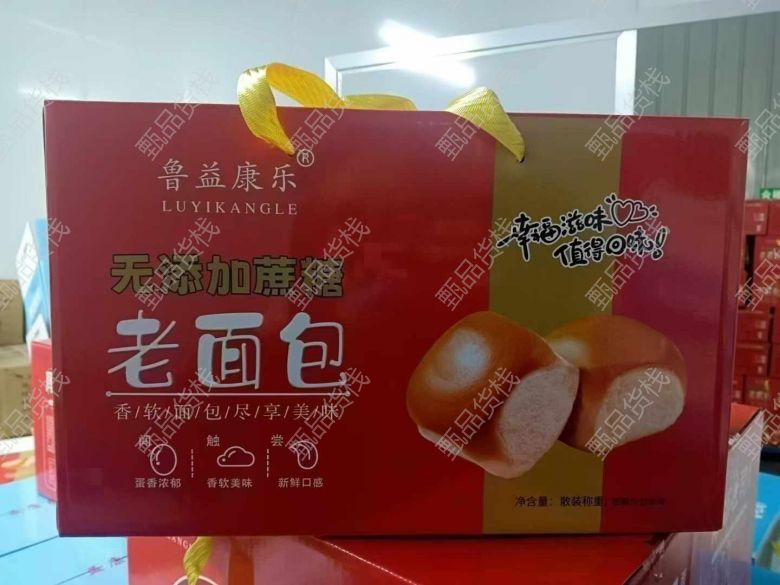 鲁益康乐®
LUYIKANGLE
无添加蔗糖
老面包
香/软/面/包/尽/享/美/味
闻 触 尝
蛋香浓郁 香软美味 新鲜口感
幸福滋味
值得回味!
净含量:散装称重
甄品货栈